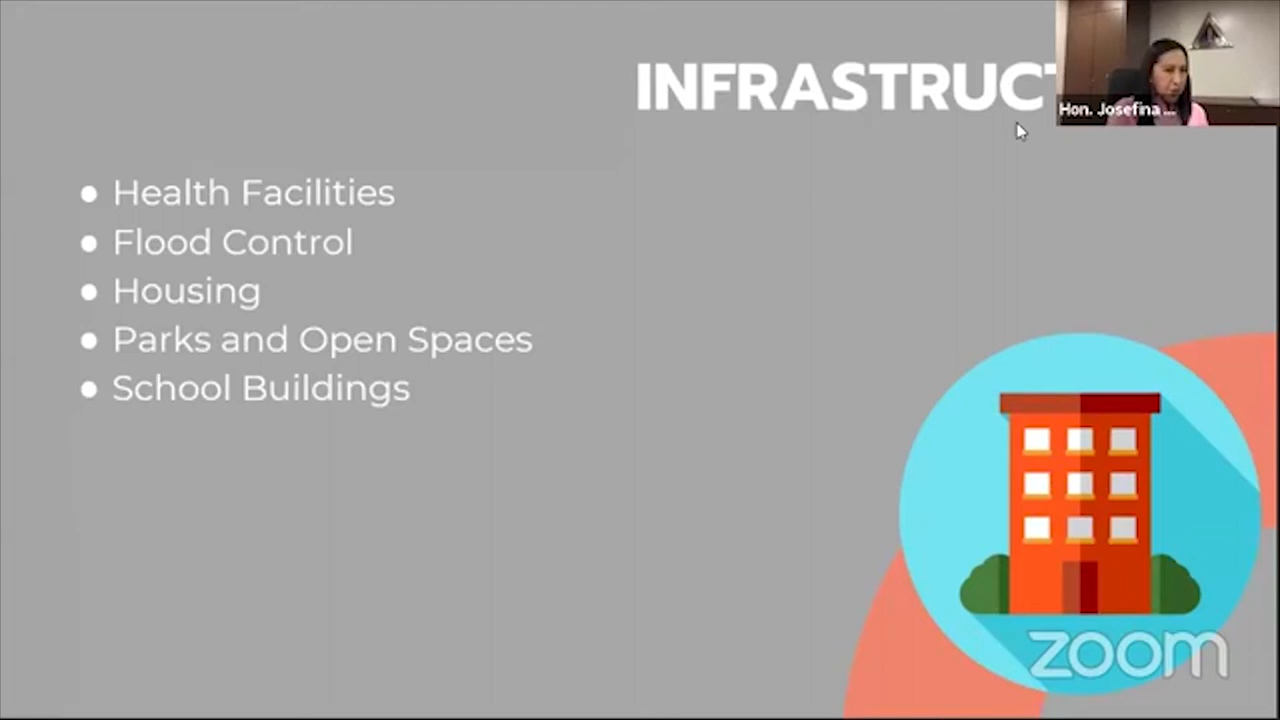 INFRASTRUCT
Hon. Josefina ...
Health Facilities
Flood Control
Housing
Parks and Open Spaces
School Buildings
zoom